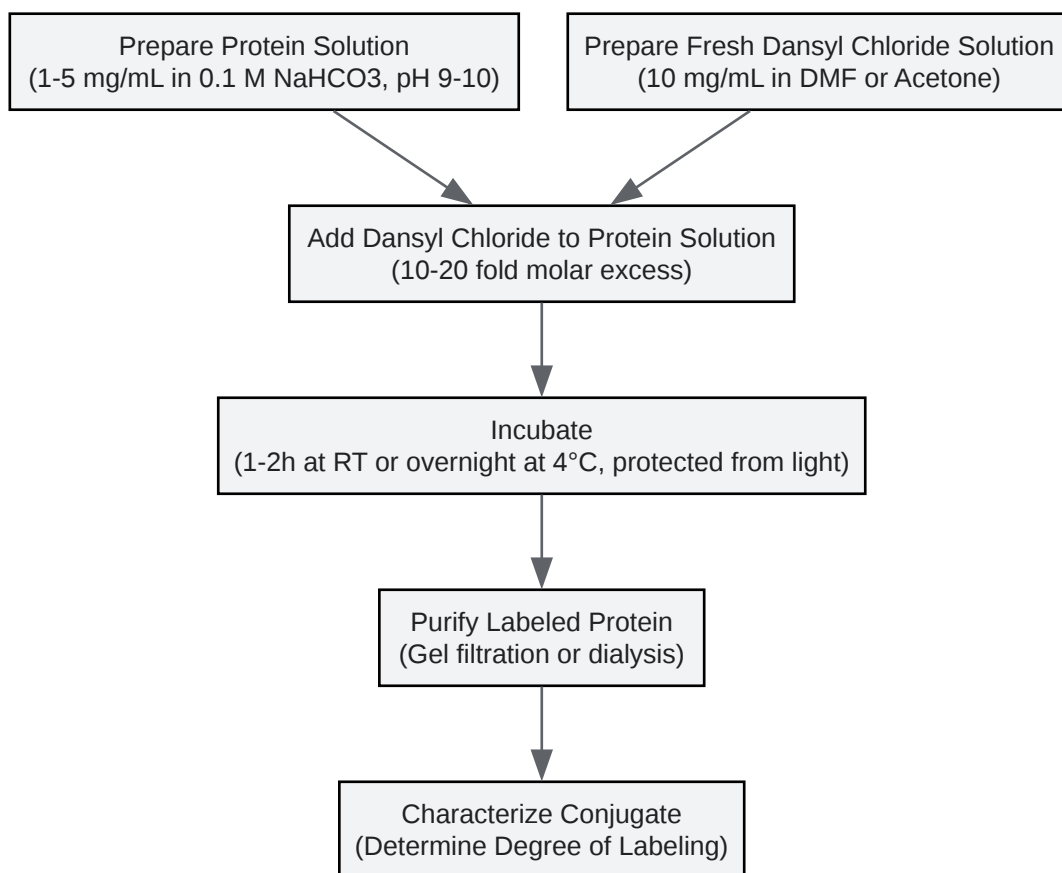 Prepare Protein Solution
(1-5 mg/mL in 0.1 M NaHCO3, pH 9-10)
Prepare Fresh Dansyl Chloride Solution
(10 mg/mL in DMF or Acetone)
Add Dansyl Chloride to Protein Solution
(10-20 fold molar excess)
Incubate
(1-2h at RT or overnight at 4°C, protected from light)
Purify Labeled Protein
(Gel filtration or dialysis)
Characterize Conjugate
(Determine Degree of Labeling)